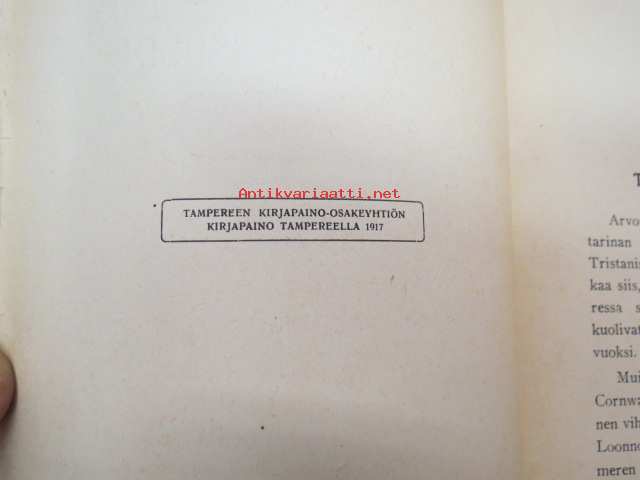 Antikvariaatti.net
TAMPEREEN KIRJAPAINO-OSAKEYHTIÖN
KIRJAPAINO TAMPEREELLA 1917
T
Arvo
tarinan
Tristanis
kaa siis,
ressa s
kuolivat
vuoksi.
Mui
Cornwa
nen vih
Loonno
meren